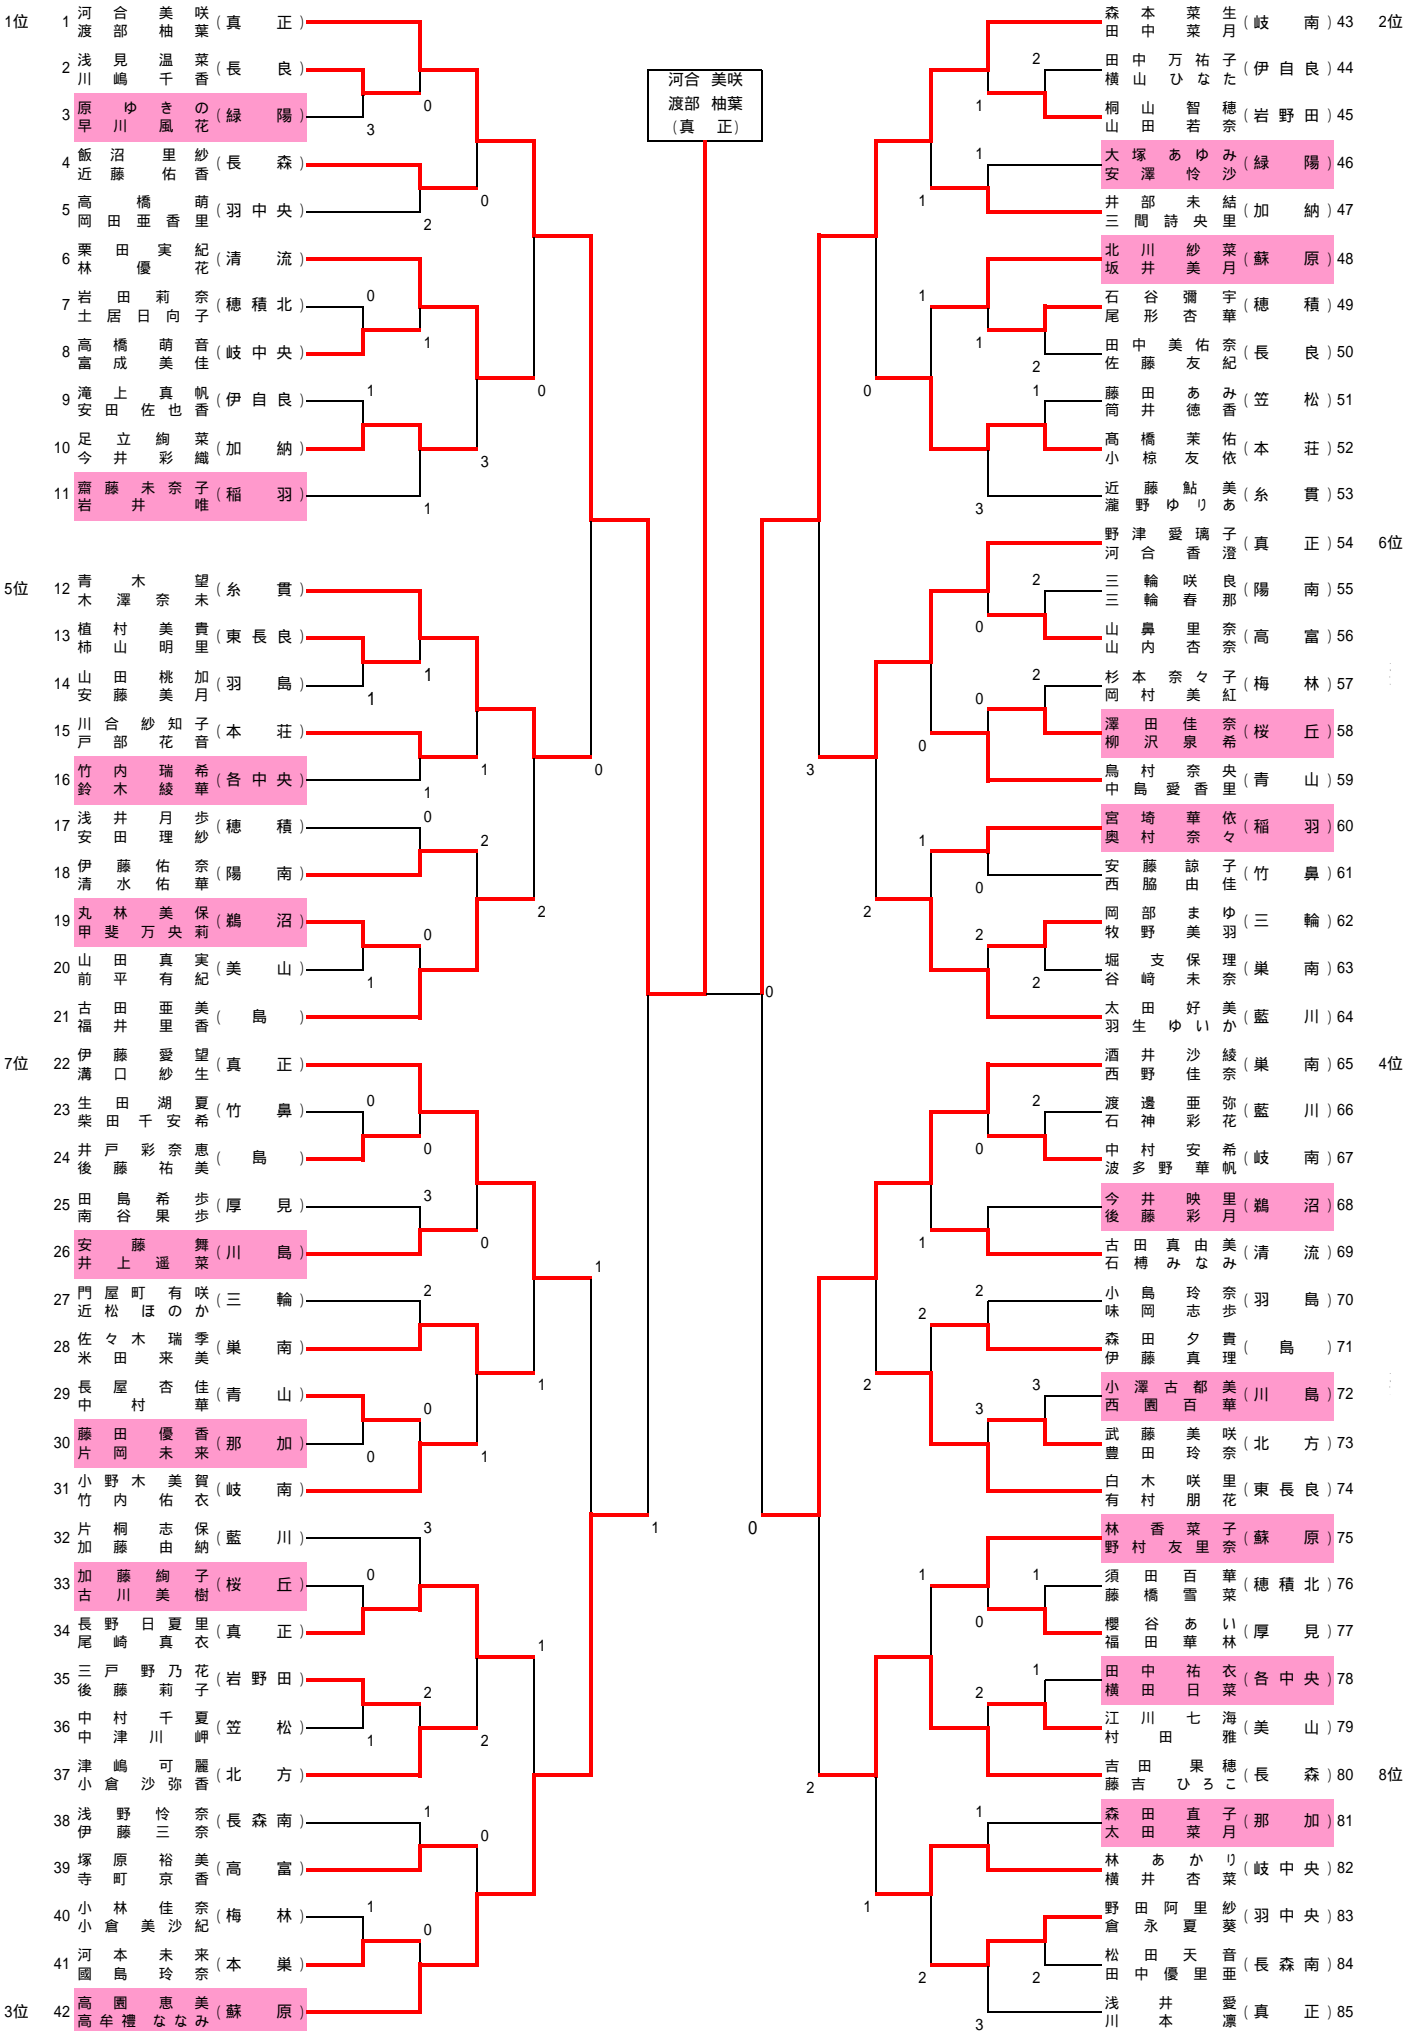 1位 1 河合美咲 (真正)
渡部柚葉
2 浅見温菜 (長良)
川嶋千香
3 原ゆきの (緑陽)
早川風花
4 飯沼里紗 (長森)
近藤佑香
5 高橋萌 (羽中央)
岡田亜香里
6 栗田実紀 (清流)
林優花
7 岩田莉奈 (穂積北)
土居日向子
8 高橋萌音 (岐中央)
富成美佳
9 滝上真帆 (伊自良)
安田佐也香
10 足立絢菜 (加納)
今井彩織
11 齋藤未奈子 (稲羽)
岩井唯
5位 12 青木望 (糸貫)
木澤奈未
13 植村美貴 (東長良)
柿山明里
14 山田桃加 (羽島)
安藤美月
15 川合紗知子 (本荘)
戸部花音
16 竹内瑞希 (各中央)
鈴木綾華
17 浅井月歩 (穂積)
安田理紗
18 伊藤佑奈 (陽南)
清水佑華
19 丸林美保 (鵜沼)
甲斐万央莉
20 山田真実 (美山)
前平有紀
21 古田亜美 (島)
福井里香
7位 22 伊藤愛望 (真正)
溝口紗生
23 生田湖夏 (竹鼻)
柴田千安希
24 井戸彩奈恵 (島)
後藤祐美
25 田島希歩 (厚見)
南谷果歩
26 安藤舞 (川島)
井上遥菜
27 門屋町有咲 (三輪)
近松ほのか
28 佐々木瑞季 (巣南)
米田来美
29 長屋杏佳 (青山)
中村華
30 藤田優香 (那加)
片岡未来
31 小野木美賀 (岐南)
竹内佑衣
32 片桐志保 (藍川)
加藤由納
33 加藤絢子 (桜丘)
古川美樹
34 長野日夏里 (真正)
尾崎真衣
35 三戸野乃花 (岩野田)
後藤莉子
36 中村千夏 (笠松)
中津川岬
37 津嶋可麗 (北方)
小倉沙弥香
38 浅野怜奈 (長森南)
伊藤三奈
39 塚原裕美 (高富)
寺町京香
40 小林佳奈 (梅林)
小倉美沙紀
41 河本未来 (本巣)
國島玲奈
3位 42 高園恵美 (蘇原)
高牟禮ななみ
河合 美咲
渡部 柚葉
(真 正)
森本菜生 (岐南) 43 2位
田中菜月
田中万祐子 (伊自良) 44
横山ひなた
桐山智穂 (岩野田) 45
山田若奈
大塚あゆみ (緑陽) 46
安澤怜沙
井部未結 (加納) 47
三間詩央里
北川紗菜 (蘇原) 48
坂井美月
石谷彌宇 (穂積) 49
尾形杏華
田中美佑奈 (長良) 50
佐藤友紀
藤田あみ (笠松) 51
筒井徳香
髙橋茉佑 (本荘) 52
小椋友依
近藤鮎美 (糸貫) 53
瀧野ゆりあ
野津愛璃子 (真正) 54 6位
河合香澄
三輪咲良 (陽南) 55
三輪春那
山鼻里奈 (高富) 56
山内杏奈
杉本奈々子 (梅林) 57
岡村美紅
澤田佳奈 (桜丘) 58
柳沢泉希
鳥村奈央 (青山) 59
中島愛香里
宮埼華依 (稲羽) 60
奥村奈々
安藤諒子 (竹鼻) 61
西脇由佳
岡部まゆ (三輪) 62
牧野美羽
堀支保理 (巣南) 63
谷﨑未奈
太田好美 (藍川) 64
羽生ゆいか
酒井沙綾 (巣南) 65 4位
西野佳奈
渡邊亜弥 (藍川) 66
石神彩花
中村安希 (岐南) 67
波多野華帆
今井映里 (鵜沼) 68
後藤彩月
古田真由美 (清流) 69
石榑みなみ
小島玲奈 (羽島) 70
味岡志歩
森田夕貴 (島) 71
伊藤真理
小澤古都美 (川島) 72
西園百華
武藤美咲 (北方) 73
豊田玲奈
白木咲里 (東長良) 74
有村朋花
林香菜子 (蘇原) 75
野村友里奈
須田百華 (穂積北) 76
藤橋雪菜
櫻谷あい (厚見) 77
福田華林
田中祐衣 (各中央) 78
横田日菜
江川七海 (美山) 79
村田雅
吉田果穂 (長森) 80 8位
藤吉ひろこ
森田直子 (那加) 81
太田菜月
林あかり (岐中央) 82
横井杏菜
野田阿里紗 (羽中央) 83
倉永夏葵
松田天音 (長森南) 84
田中優里亜
浅井愛 (真正) 85
川本凛